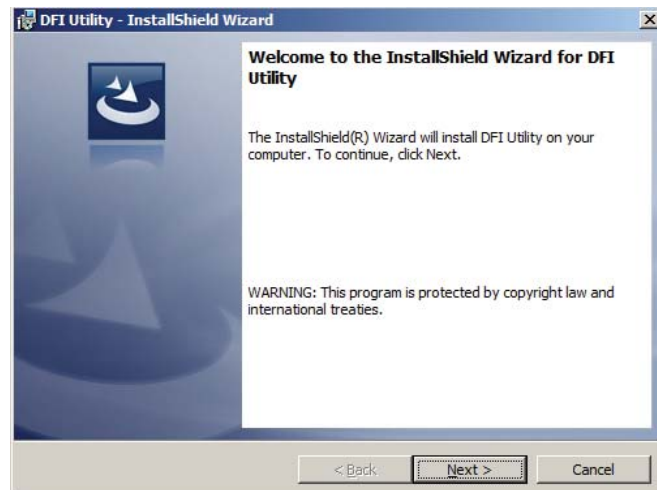 DFI Utility - InstallShield Wizard
Welcome to the InstallShield Wizard for DFI
Utility
The InstallShield(R) Wizard will install DFI Utility on your
computer. To continue, click Next.
WARNING: This program is protected by copyright law and
international treaties.
< Back
Next >
Cancel